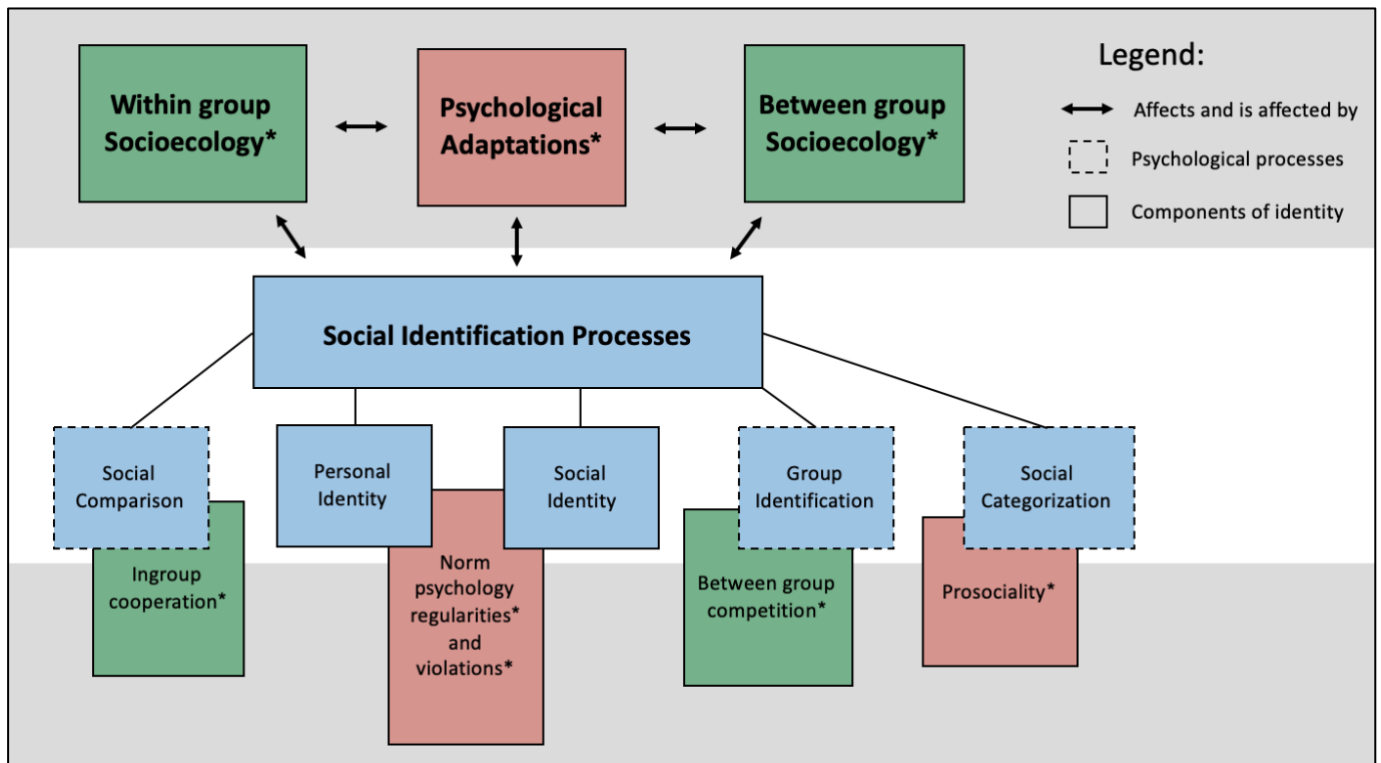 Within group
Socioecology*
Psychological
Adaptations*
Between group
Socioecology*
Legend:
Affects and is affected by
Psychological processes
Components of identity
Social Identification Processes
Social
Comparison
Personal
Identity
Social
Identity
Group
Identification
Social
Categorization
Ingroup
cooperation*
Norm
psychology
regularities*
and
violations*
Between group
competition*
Prosociality*